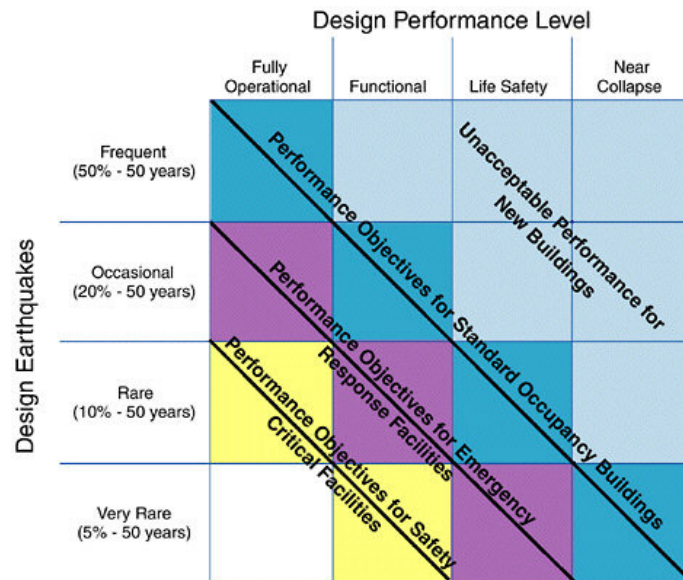 Design Performance Level
Fully
Operational
Functional
Life Safety
Near
Collapse
Design Earthquakes
Frequent
(50% - 50 years)
Occasional
(20% - 50 years)
Rare
(10% - 50 years)
Very Rare
(5% - 50 years)
Unacceptable Performance for
New Buildings
Performance Objectives for Standard Occupancy Buildings
Performance Objectives for Emergency
Response Facilities
Performance Objectives for Safety
Critical Facilities